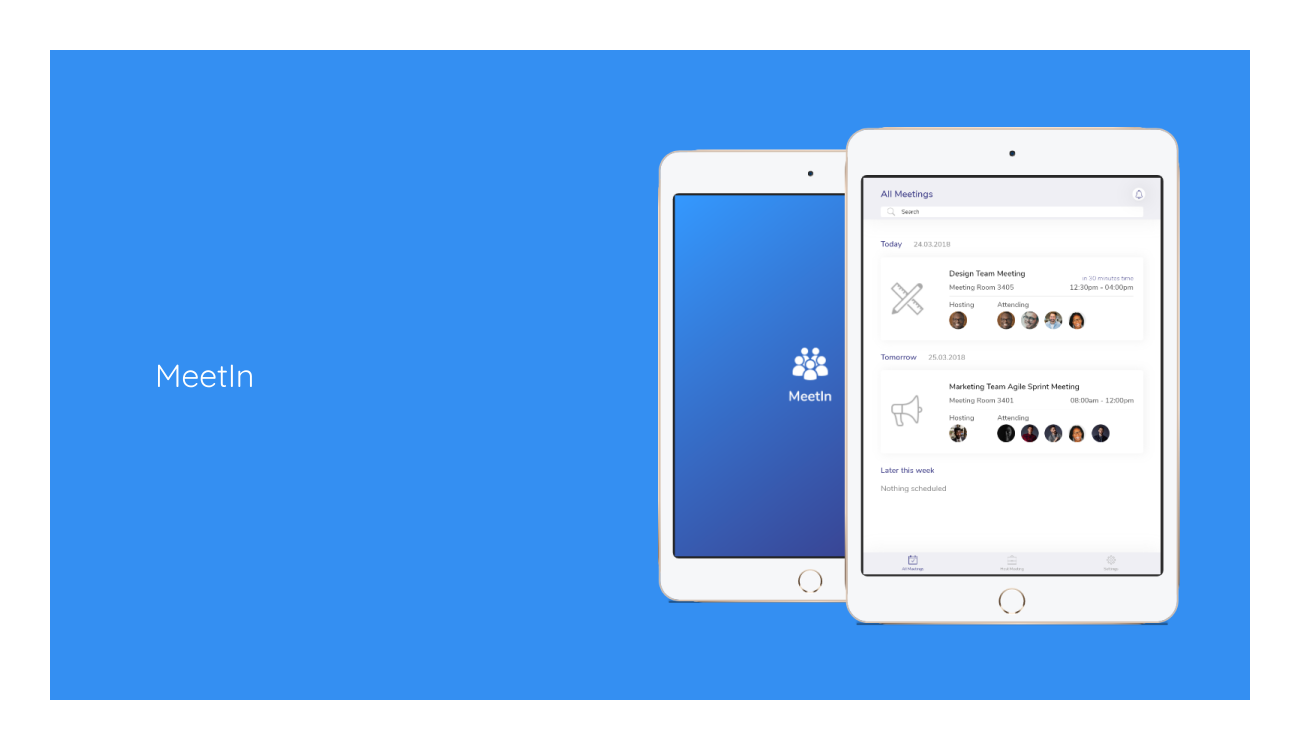 MeetIn
MeetIn
All Meetings
Search
Today 24.03.2018
Design Team Meeting
in 30 minutes time
Meeting Room 3405 12:30pm - 04:00pm
Hosting Attending
Tomorrow 25.03.2018
Marketing Team Agile Sprint Meeting
Meeting Room 3401 08:00am - 12:00pm
Hosting Attending
Later this week
Nothing scheduled
All Meetings Settings